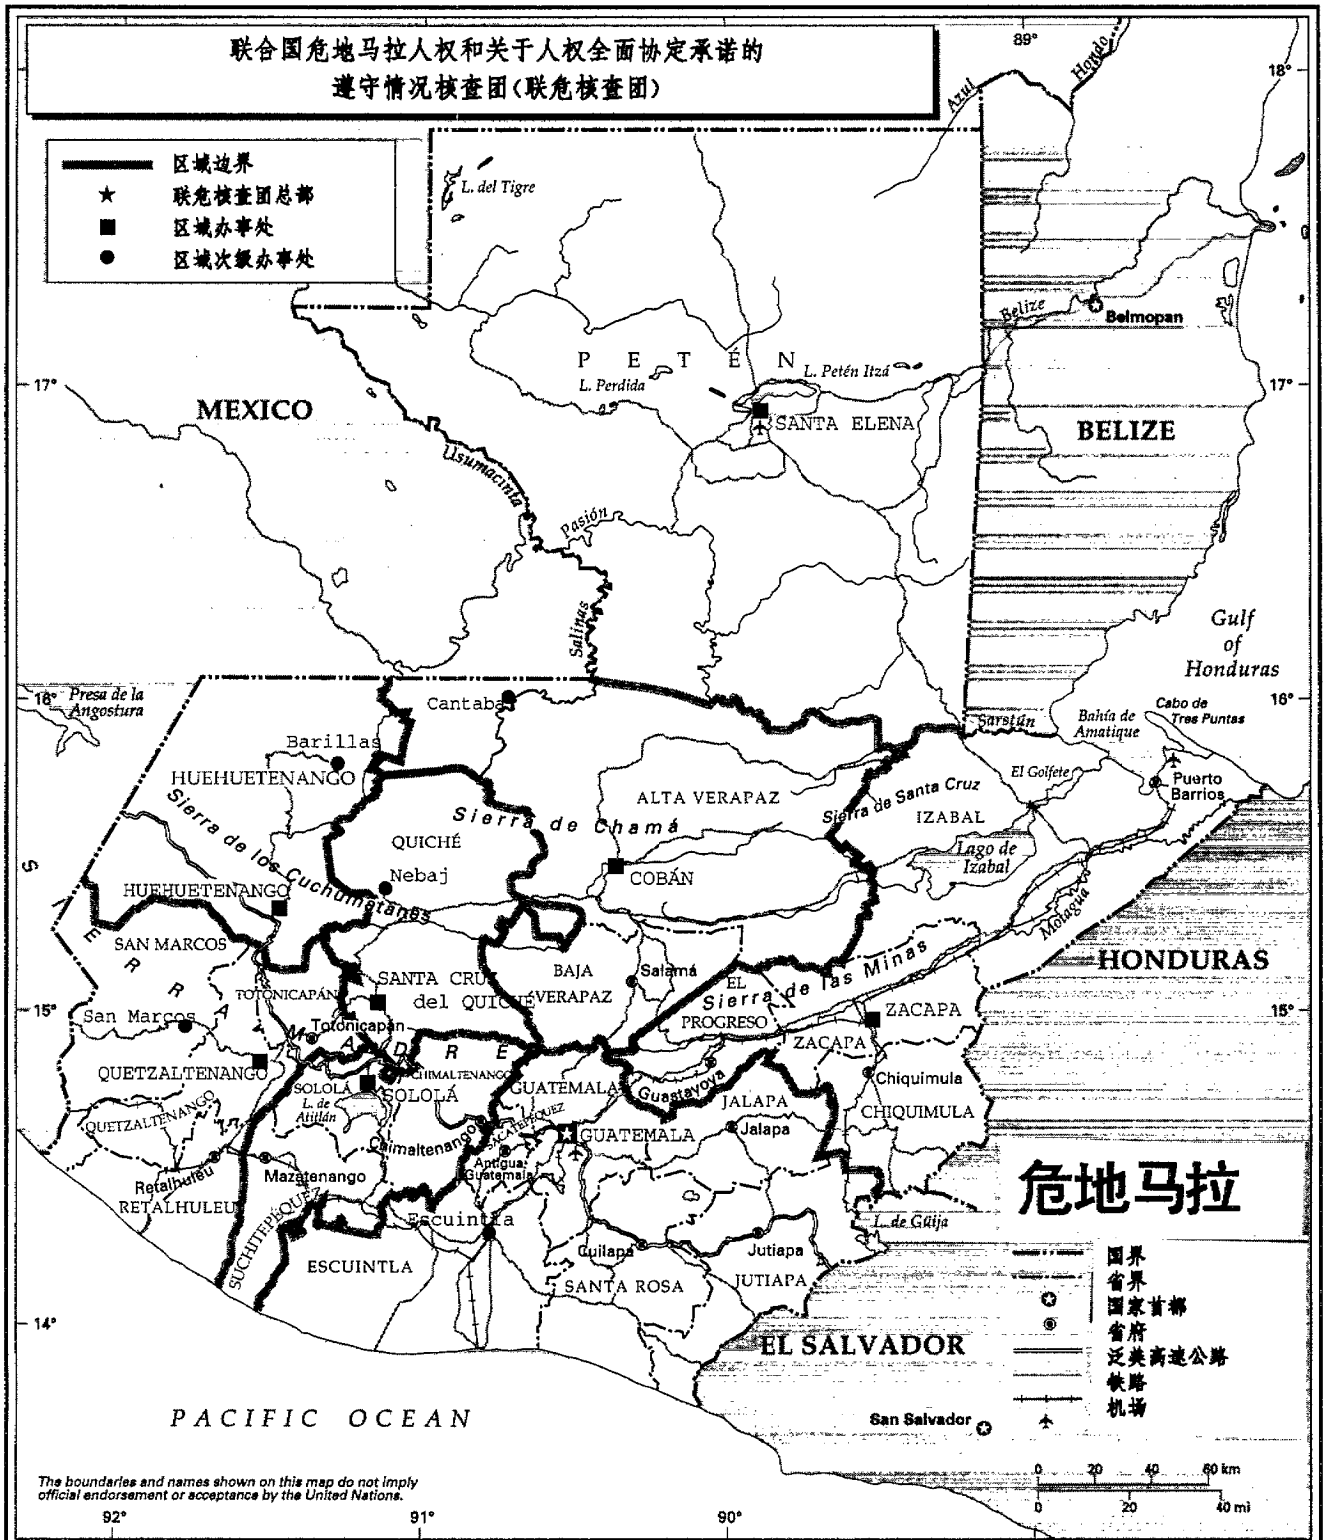 联合国危地马拉人权和关于人权全面协定承诺的
遵守情况核查团(联危核查团)
区域边界
联危核查团总部
区域办事处
区域次级办事处
89°
18°
Hondo
Azul
L. del Tigre
Belize
Belmopan
PETÉN
L. Perdida
L. Petén Itzá
17°
17°
MEXICO
SANTA ELENA
BELIZE
Usumacinta
Pasión
Salinas
Gulf
of
Honduras
16°
Presa de la
Angostura
Cantabal
16°
Sarstún
Bahía de
Amatique
Cabo de
Tres Puntas
Barillas
HUEHUETENANGO
El Golfete
Puerto
Barrios
ALTA VERAPAZ
Sierra de Santa Cruz
IZABAL
Sierra de Chamá
Sierra de los Cuchumatanes
QUICHÉ
Lago de
Izabal
Nebaj
COBÁN
HUEHUETENANGO
Motagua
SAN MARCOS
HONDURAS
SIERRA MADRE
TOTONICAPÁN
SANTA CRUZ
del QUICHÉ
BAJA
VERAPAZ
Salamá
EL
PROGRESO
Sierra de las Minas
15°
San Marcos
Totonicapán
ZACAPA
ZACAPA
QUETZALTENANGO
SOLOLÁ
SOLOLÁ
L. de
Atitlán
CHIMALTENANGO
GUATEMALA
Guastayoya
Chiquimula
JALAPA
CHIQUIMULA
QUETZALTENANGO
Chimaltenango
SACATEPÉQUEZ
GUATEMALA
Jalapa
Retalhuleu
Mazatenango
Antigua
Guatemala
RETALHULEU
SUCHITEPÉQUEZ
Escuintla
L. de Güija
ESCUINTLA
Cuilapa
Jutiapa
SANTA ROSA
JUTIAPA
危地马拉
国界
省界
国家首都
省府
泛美高速公路
铁路
机场
14°
EL SALVADOR
San Salvador
PACIFIC OCEAN
0 20 40 60 km
0 20 40 mi
The boundaries and names shown on this map do not imply
official endorsement or acceptance by the United Nations.
92°
91°
90°
15°